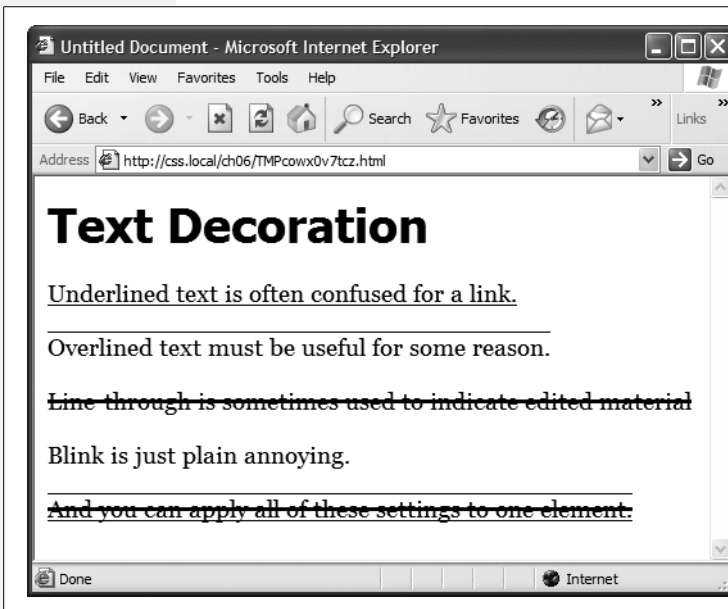 Untitled Document - Microsoft Internet Explorer
File Edit View Favorites Tools Help
Back Search Favorites » Links »
Address http://css.local/ch06/TMPcowx0v7tcz.html Go
Text Decoration
Underlined text is often confused for a link.
Overlined text must be useful for some reason.
Line-through is sometimes used to indicate edited material
Blink is just plain annoying.
And you can apply all of these settings to one element.
Done Internet